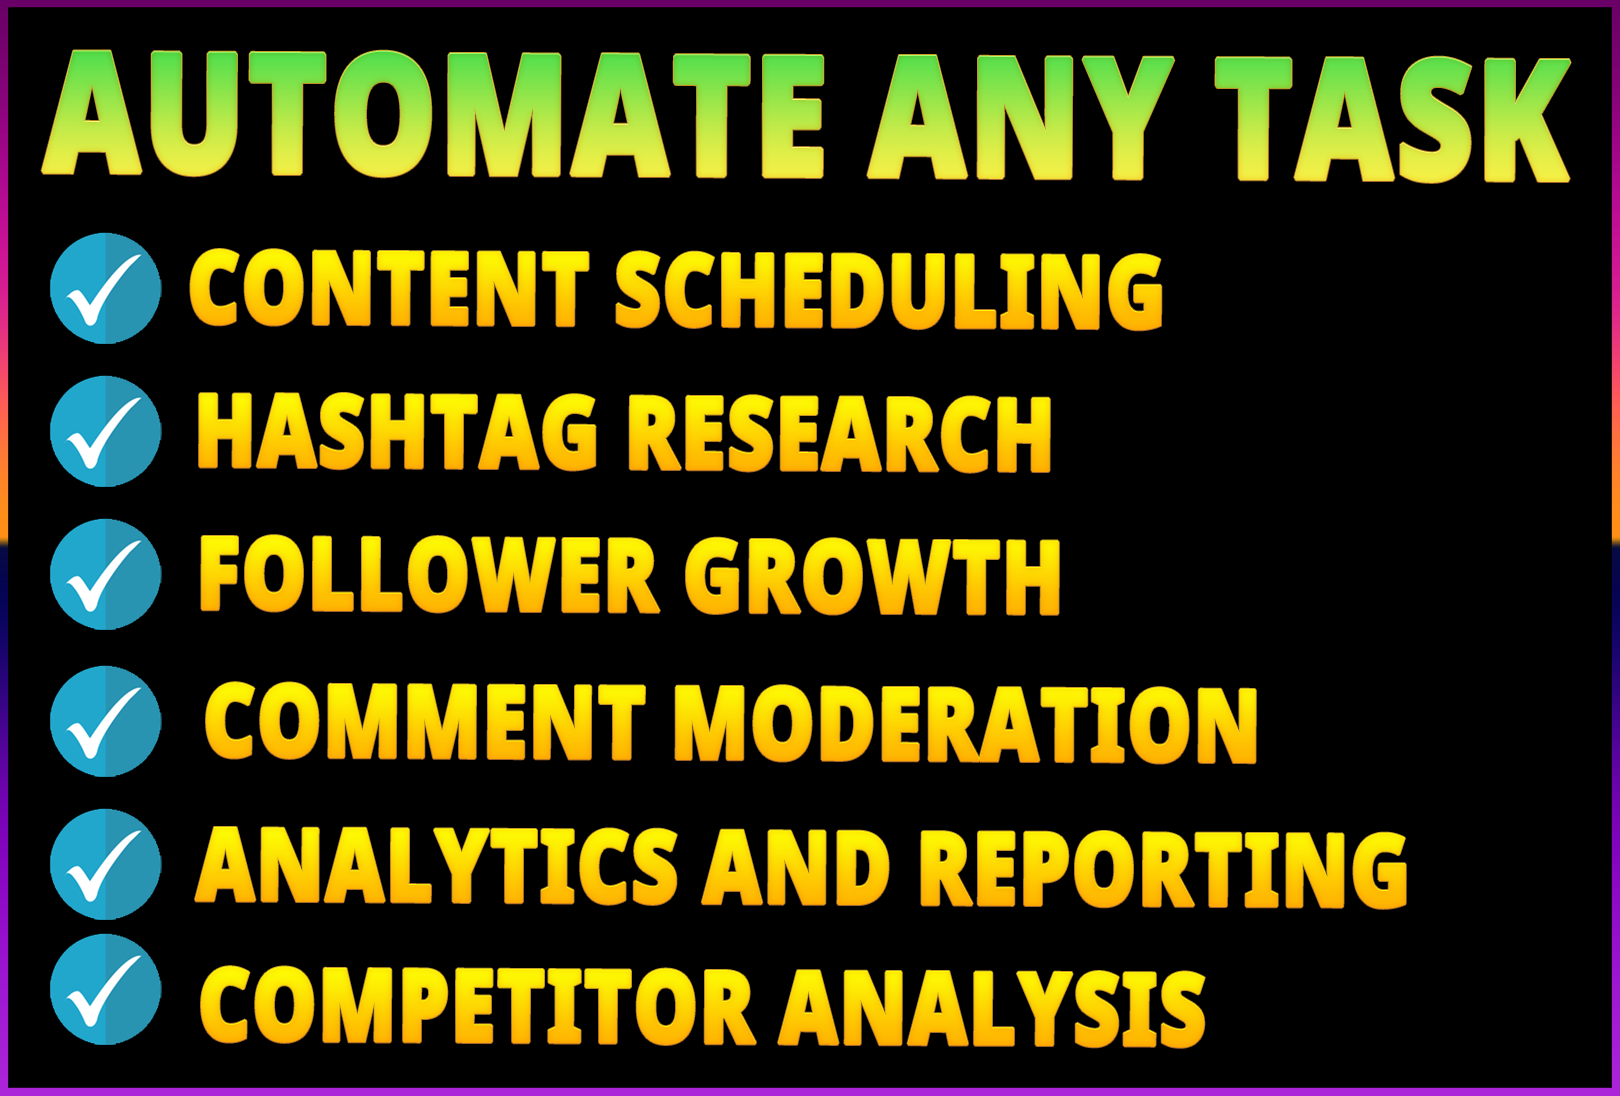 AUTOMATE ANY TASK
CONTENT SCHEDULING
HASHTAG RESEARCH
FOLLOWER GROWTH
COMMENT MODERATION
ANALYTICS AND REPORTING
COMPETITOR ANALYSIS